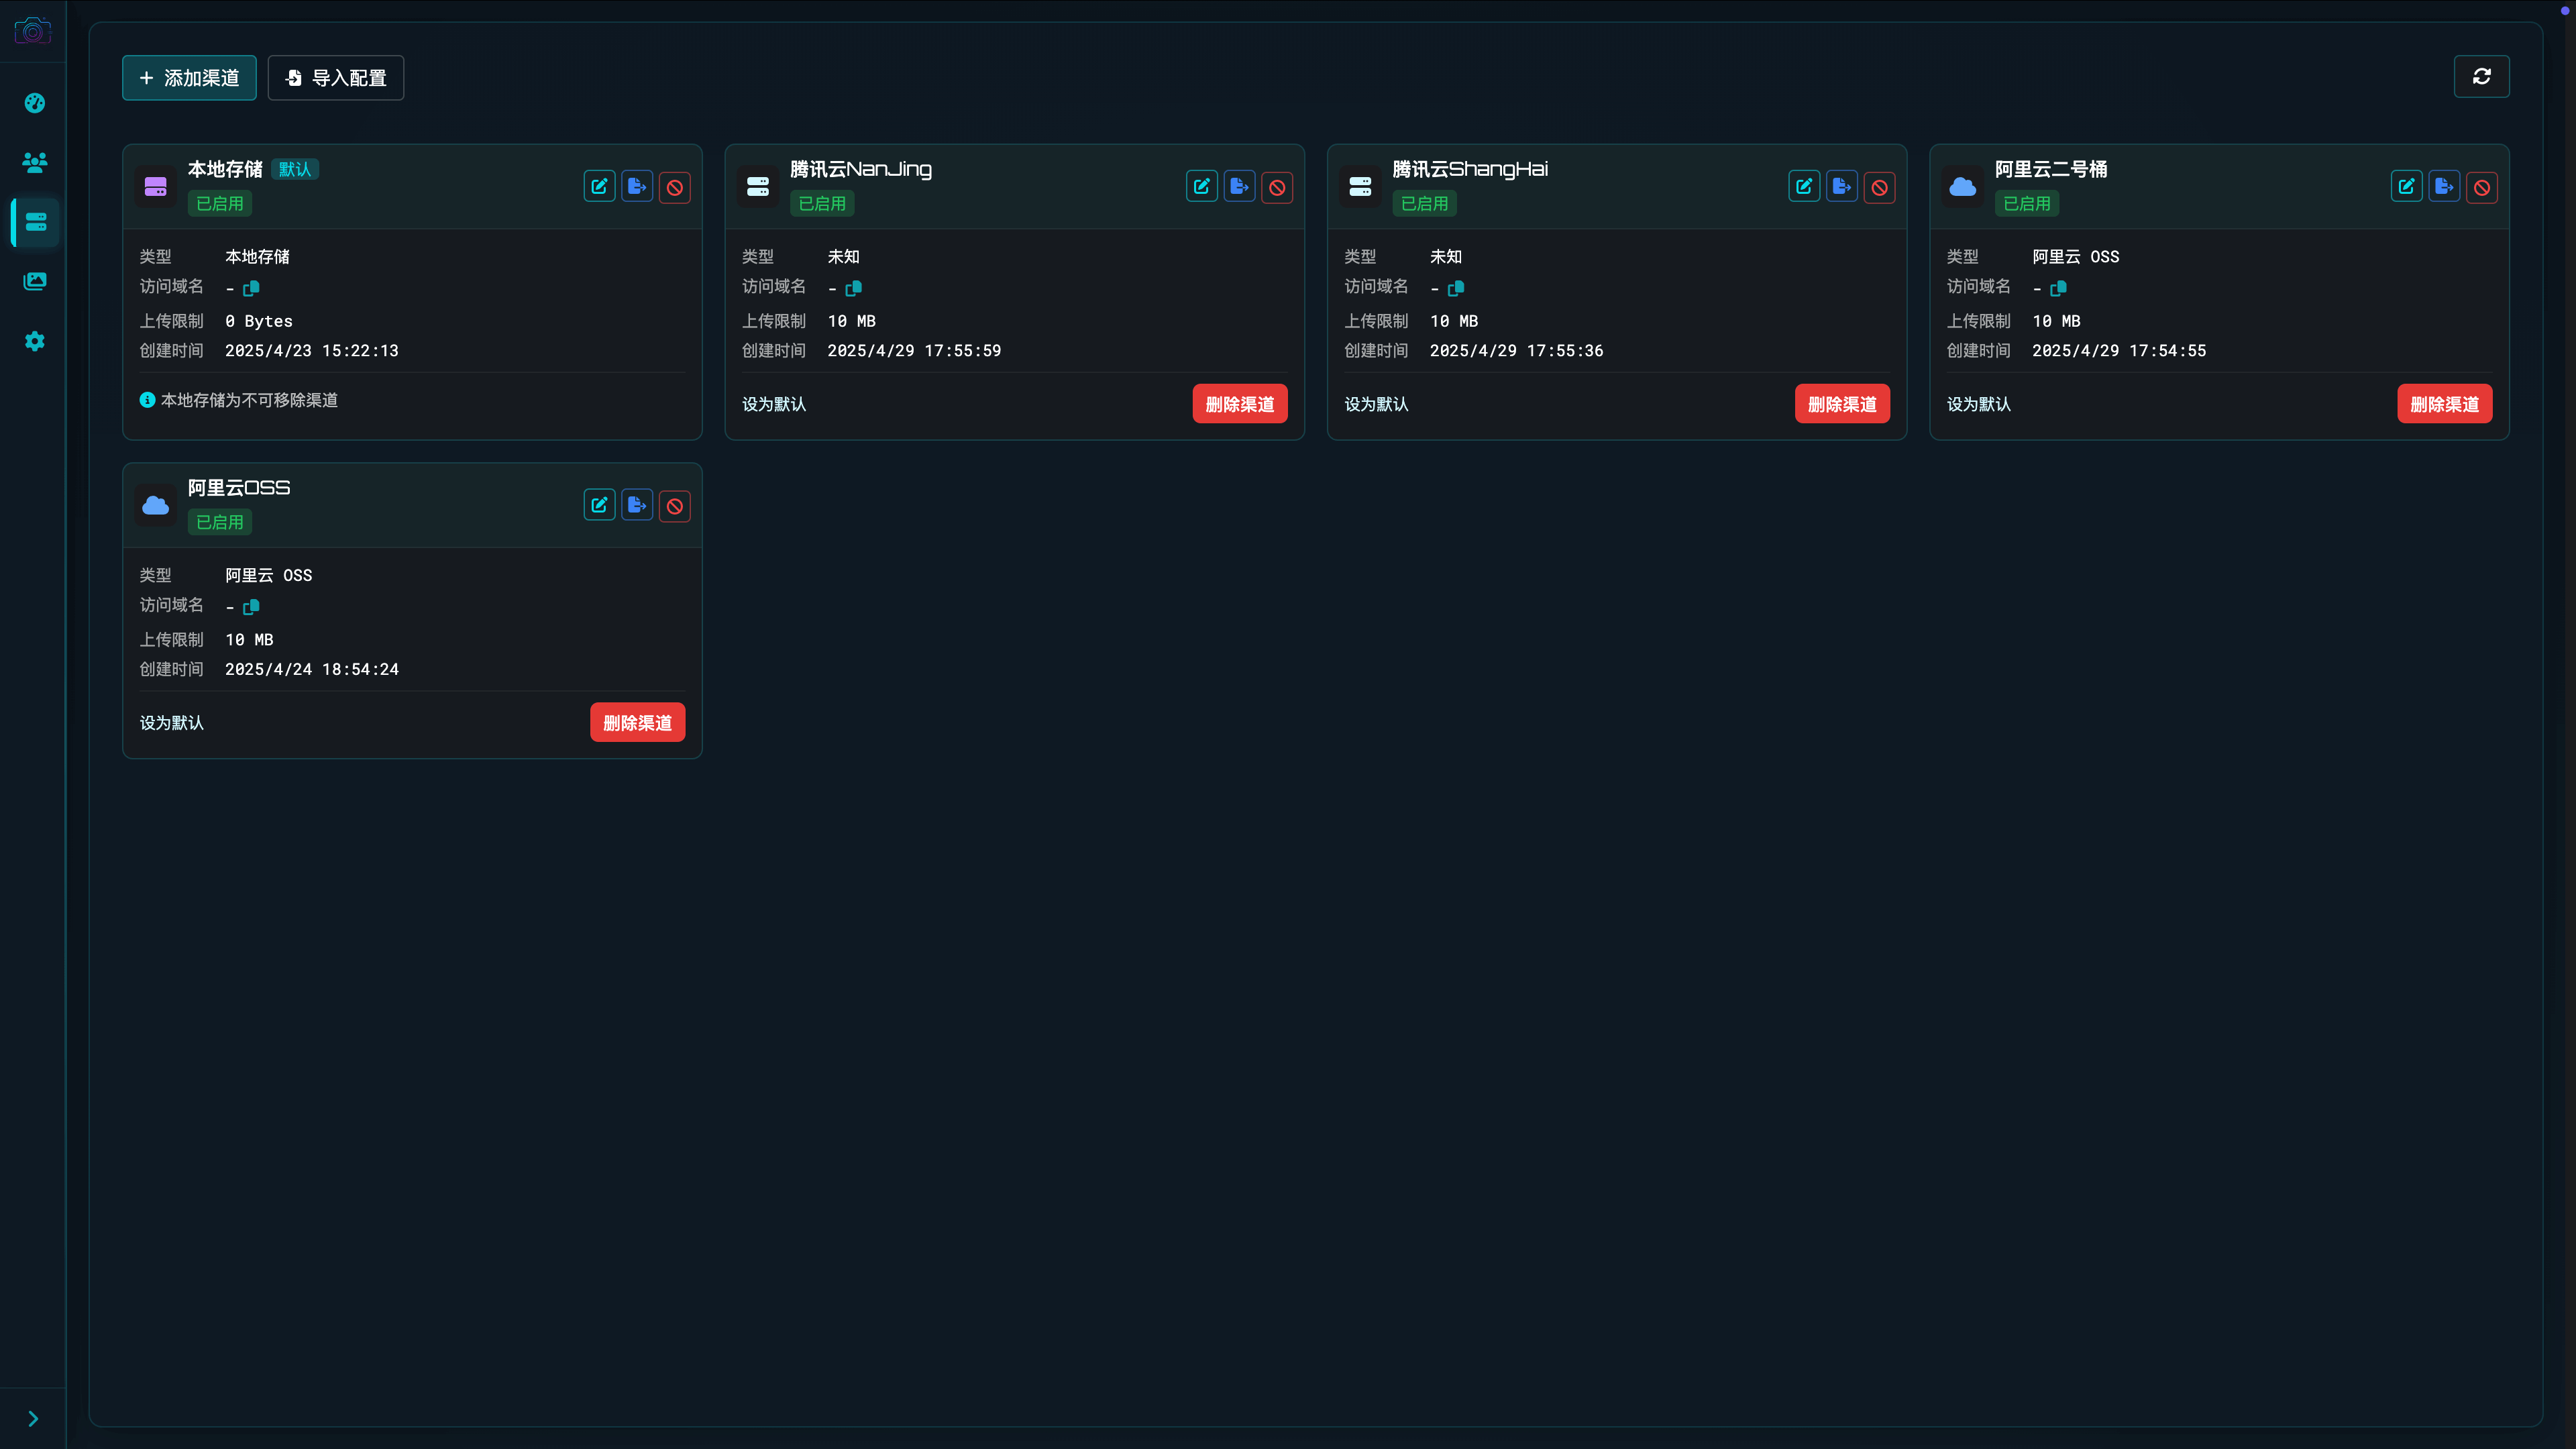 添加渠道
导入配置
本地存储 默认
已启用
类型 本地存储
访问域名 -
上传限制 0 Bytes
创建时间 2025/4/23 15:22:13
本地存储为不可移除渠道
腾讯云NanJing
已启用
类型 未知
访问域名 -
上传限制 10 MB
创建时间 2025/4/29 17:55:59
设为默认 删除渠道
腾讯云ShangHai
已启用
类型 未知
访问域名 -
上传限制 10 MB
创建时间 2025/4/29 17:55:36
设为默认 删除渠道
阿里云二号桶
已启用
类型 阿里云 OSS
访问域名 -
上传限制 10 MB
创建时间 2025/4/29 17:54:55
设为默认 删除渠道
阿里云OSS
已启用
类型 阿里云 OSS
访问域名 -
上传限制 10 MB
创建时间 2025/4/24 18:54:24
设为默认 删除渠道